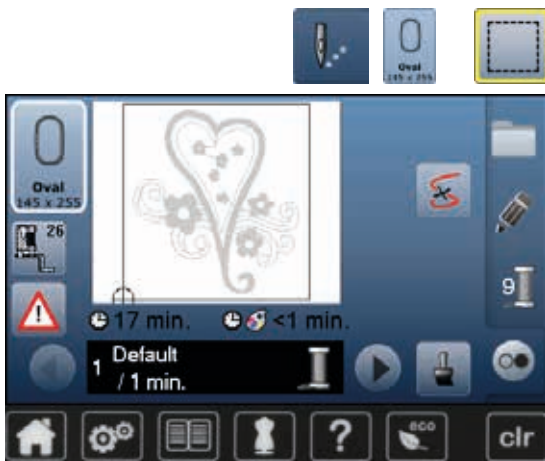 Oval
145 x 255
Oval
145 x 255
26
9
17 min.
<1 min.
1 Default
/ 1 min.
?
eco
clr